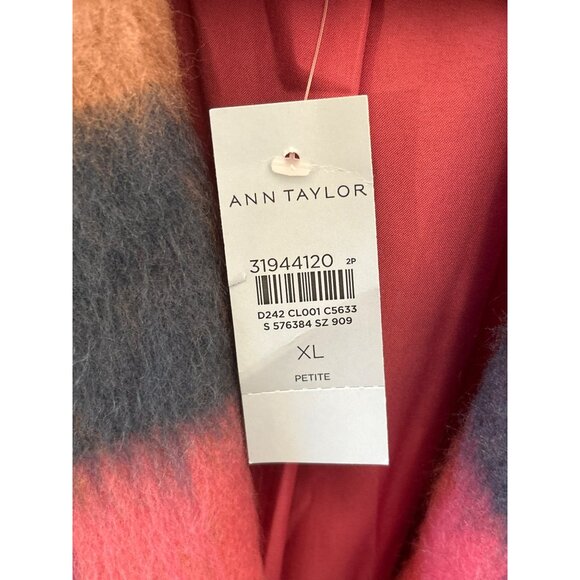 ANN TAYLOR
31944120 2P
D242 CL001 C5633
S 576384 SZ 909
XL
PETITE